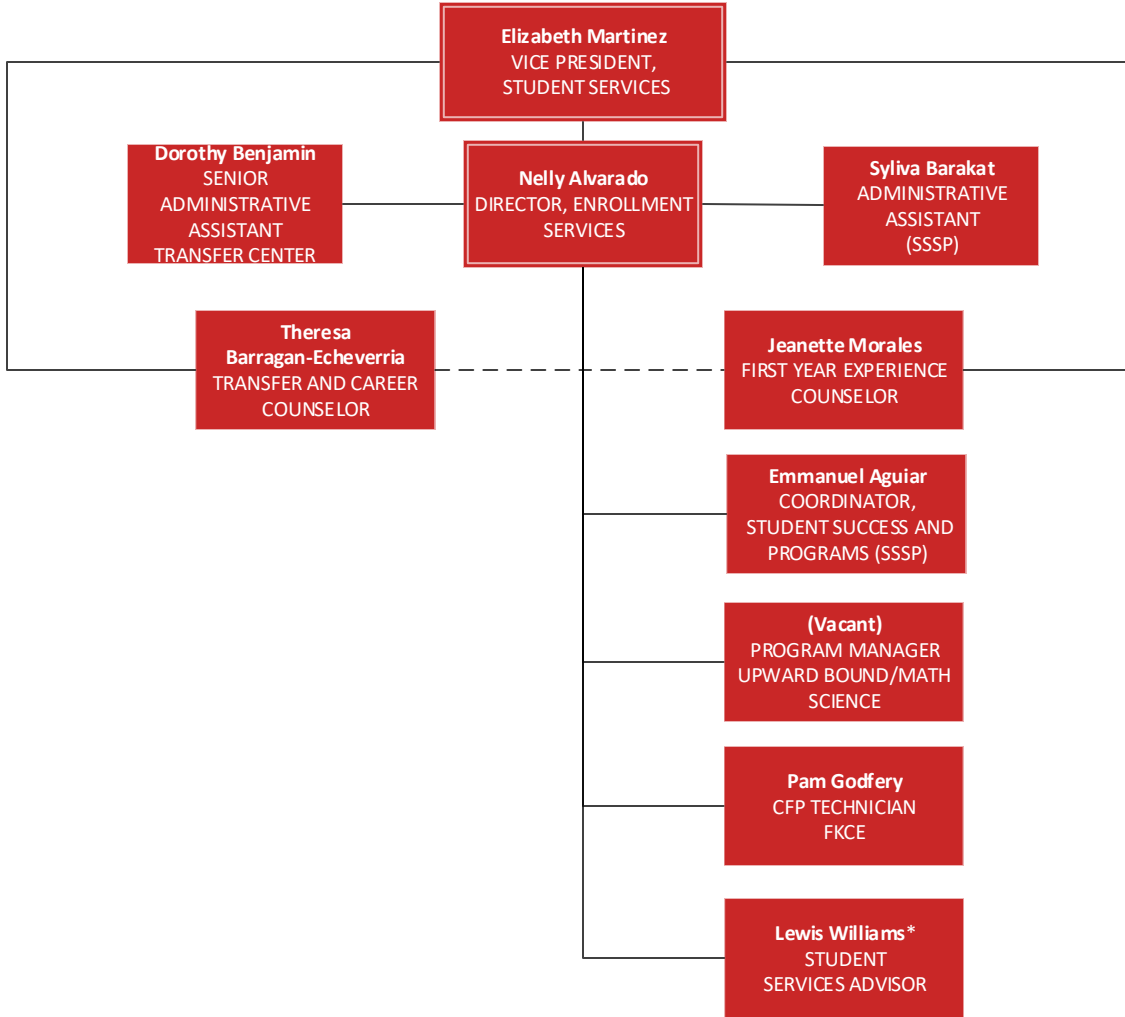 Elizabeth Martinez
VICE PRESIDENT,
STUDENT SERVICES
Dorothy Benjamin
SENIOR
ADMINISTRATIVE
ASSISTANT
TRANSFER CENTER
Nelly Alvarado
DIRECTOR, ENROLLMENT
SERVICES
Syliva Barakat
ADMINISTRATIVE
ASSISTANT
(SSSP)
Theresa
Barragan-Echeverria
TRANSFER AND CAREER
COUNSELOR
Jeanette Morales
FIRST YEAR EXPERIENCE
COUNSELOR
Emmanuel Aguiar
COORDINATOR,
STUDENT SUCCESS AND
PROGRAMS (SSSP)
(Vacant)
PROGRAM MANAGER
UPWARD BOUND/MATH
SCIENCE
Pam Godfery
CFP TECHNICIAN
FKCE
Lewis Williams*
STUDENT
SERVICES ADVISOR